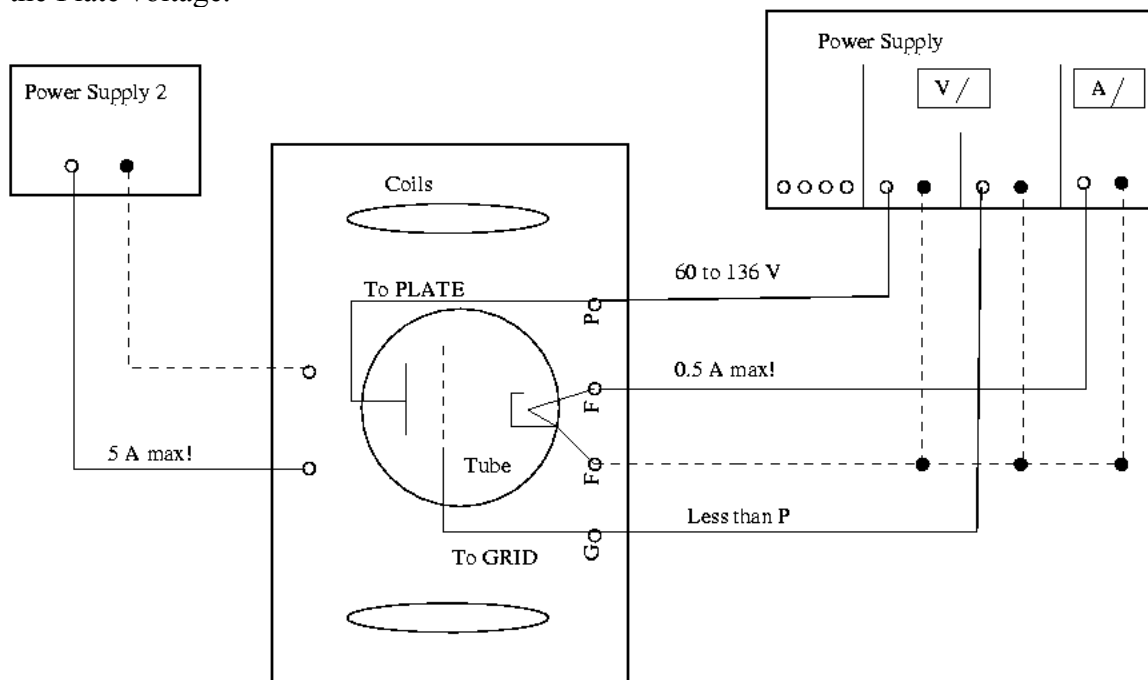 the Plate Voltage.
Power Supply
Power Supply 2
V /
A /
Coils
60 to 136 V
To PLATE
P
0.5 A max!
F
5 A max!
Tube
F
Less than P
G
To GRID